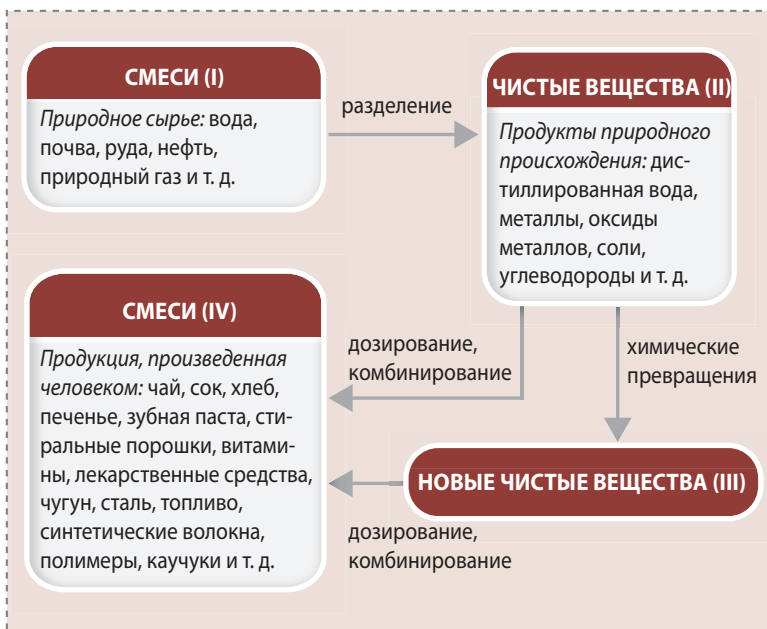 СМЕСИ (I)
Природное сырье: вода,
почва, руда, нефть,
природный газ и т. д.
разделение
ЧИСТЫЕ ВЕЩЕСТВА (II)
Продукты природного
происхождения: дис-
тиллированная вода,
металлы, оксиды
металлов, соли,
углеводороды и т. д.
СМЕСИ (IV)
Продукция, произведенная
человеком: чай, сок, хлеб,
печенье, зубная паста, сти-
ральные порошки, витами-
ны, лекарственные средства,
чугун, сталь, топливо,
синтетические волокна,
полимеры, каучуки и т. д.
дозирование,
комбинирование
химические
превращения
НОВЫЕ ЧИСТЫЕ ВЕЩЕСТВА (III)
дозирование,
комбинирование